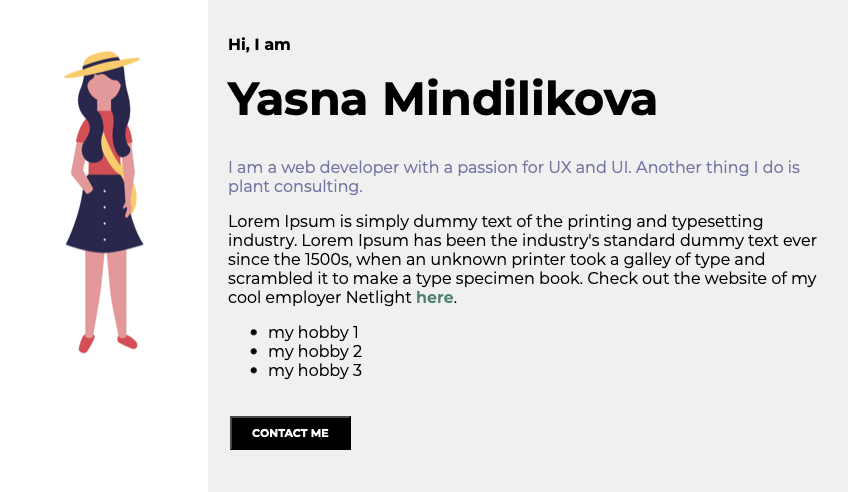 Hi, I am
Yasna Mindilikova
I am a web developer with a passion for UX and UI. Another thing I do is
plant consulting.
Lorem Ipsum is simply dummy text of the printing and typesetting
industry. Lorem Ipsum has been the industry's standard dummy text ever
since the 1500s, when an unknown printer took a galley of type and
scrambled it to make a type specimen book. Check out the website of my
cool employer Netlight here.
• my hobby 1
• my hobby 2
• my hobby 3
CONTACT ME